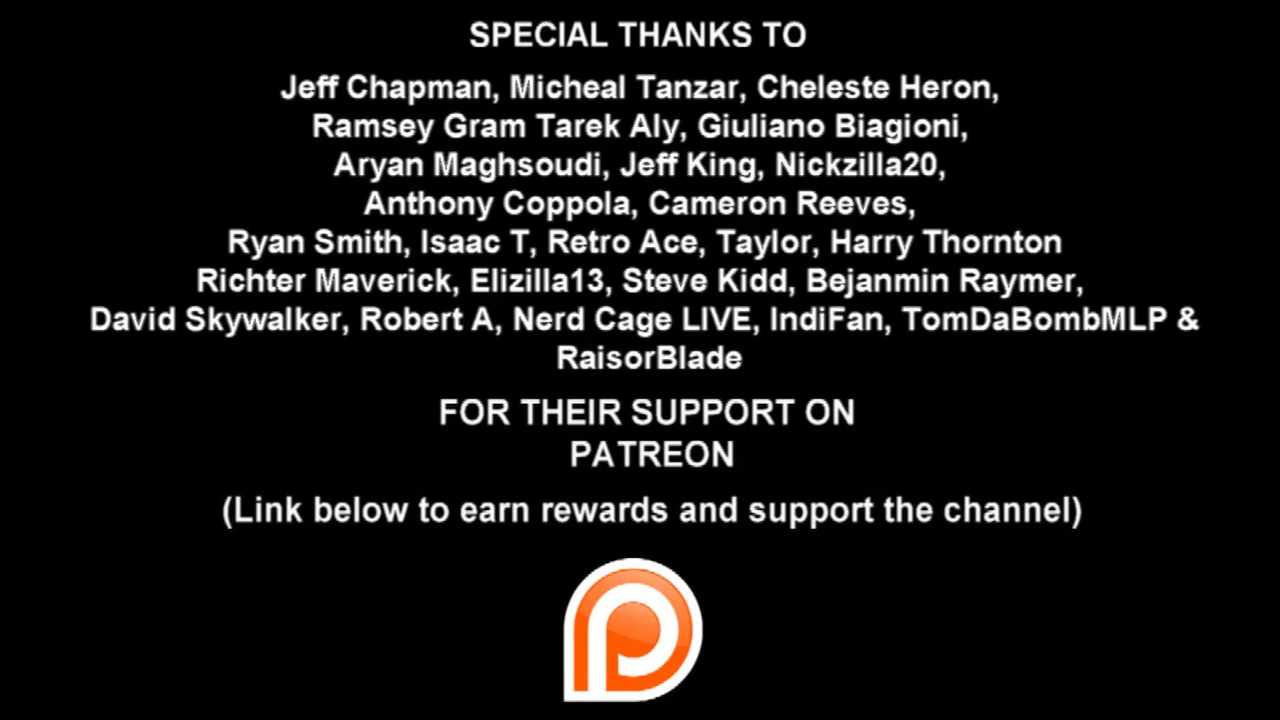 SPECIAL THANKS TO
Jeff Chapman, Micheal Tanzar, Cheleste Heron,
Ramsey Gram Tarek Aly, Giuliano Biagioni,
Aryan Maghsoudi, Jeff King, Nickzilla20,
Anthony Coppola, Cameron Reeves,
Ryan Smith, Isaac T, Retro Ace, Taylor, Harry Thornton
Richter Maverick, Elizilla13, Steve Kidd, Bejanmin Raymer,
David Skywalker, Robert A, Nerd Cage LIVE, IndiFan, TomDaBombMLP &
RaisorBlade
FOR THEIR SUPPORT ON
PATREON
(Link below to earn rewards and support the channel)